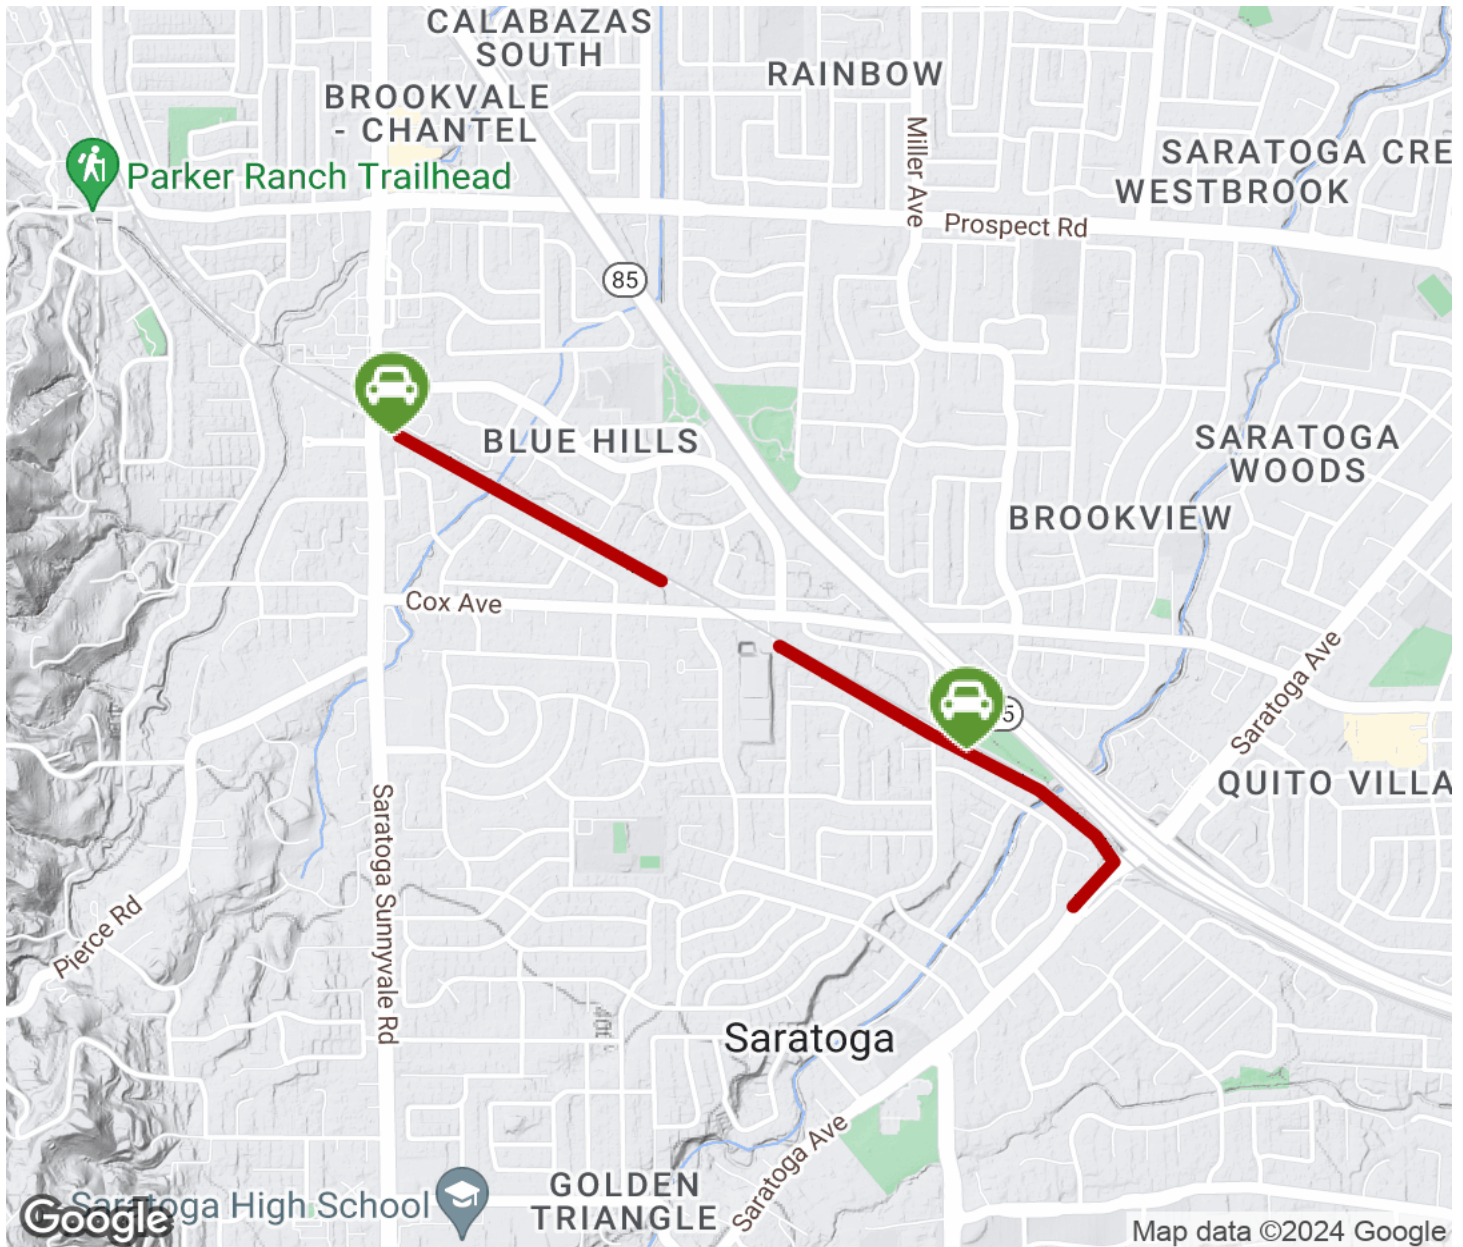 CALABAZAS
SOUTH
RAINBOW
BROOKVALE
- CHANTEL
Miller Ave
SARATOGA CRE
WESTBROOK
Parker Ranch Trailhead
Prospect Rd
85
BLUE HILLS
SARATOGA
WOODS
BROOKVIEW
Cox Ave
Saratoga Ave
5
QUITO VILLA
Saratoga Sunnyvale Rd
Pierce Rd
Saratoga
Saratoga Ave
GOLDEN
TRIANGLE
Saratoga High School
Google
Map data ©2024 Google